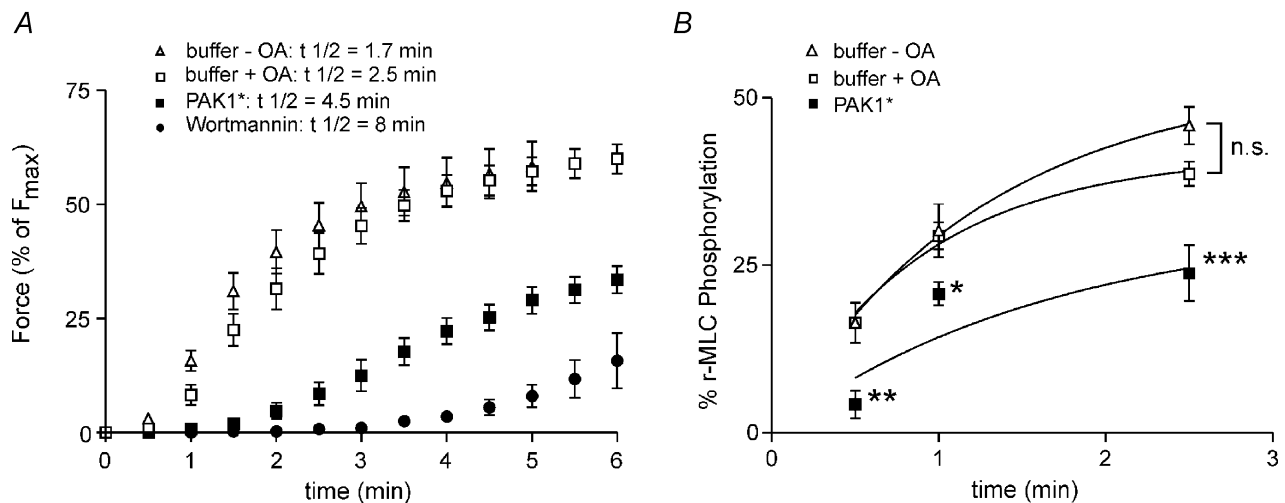 A
buffer - OA: t 1/2 = 1.7 min
buffer + OA: t 1/2 = 2.5 min
PAK1*: t 1/2 = 4.5 min
Wortmannin: t 1/2 = 8 min
Force (% of Fmax)
75
50
25
0
0 1 2 3 4 5 6
time (min)
B
buffer - OA
buffer + OA
PAK1*
% r-MLC Phosphorylation
50
25
0
n.s.
***
*
**
0 1 2 3
time (min)